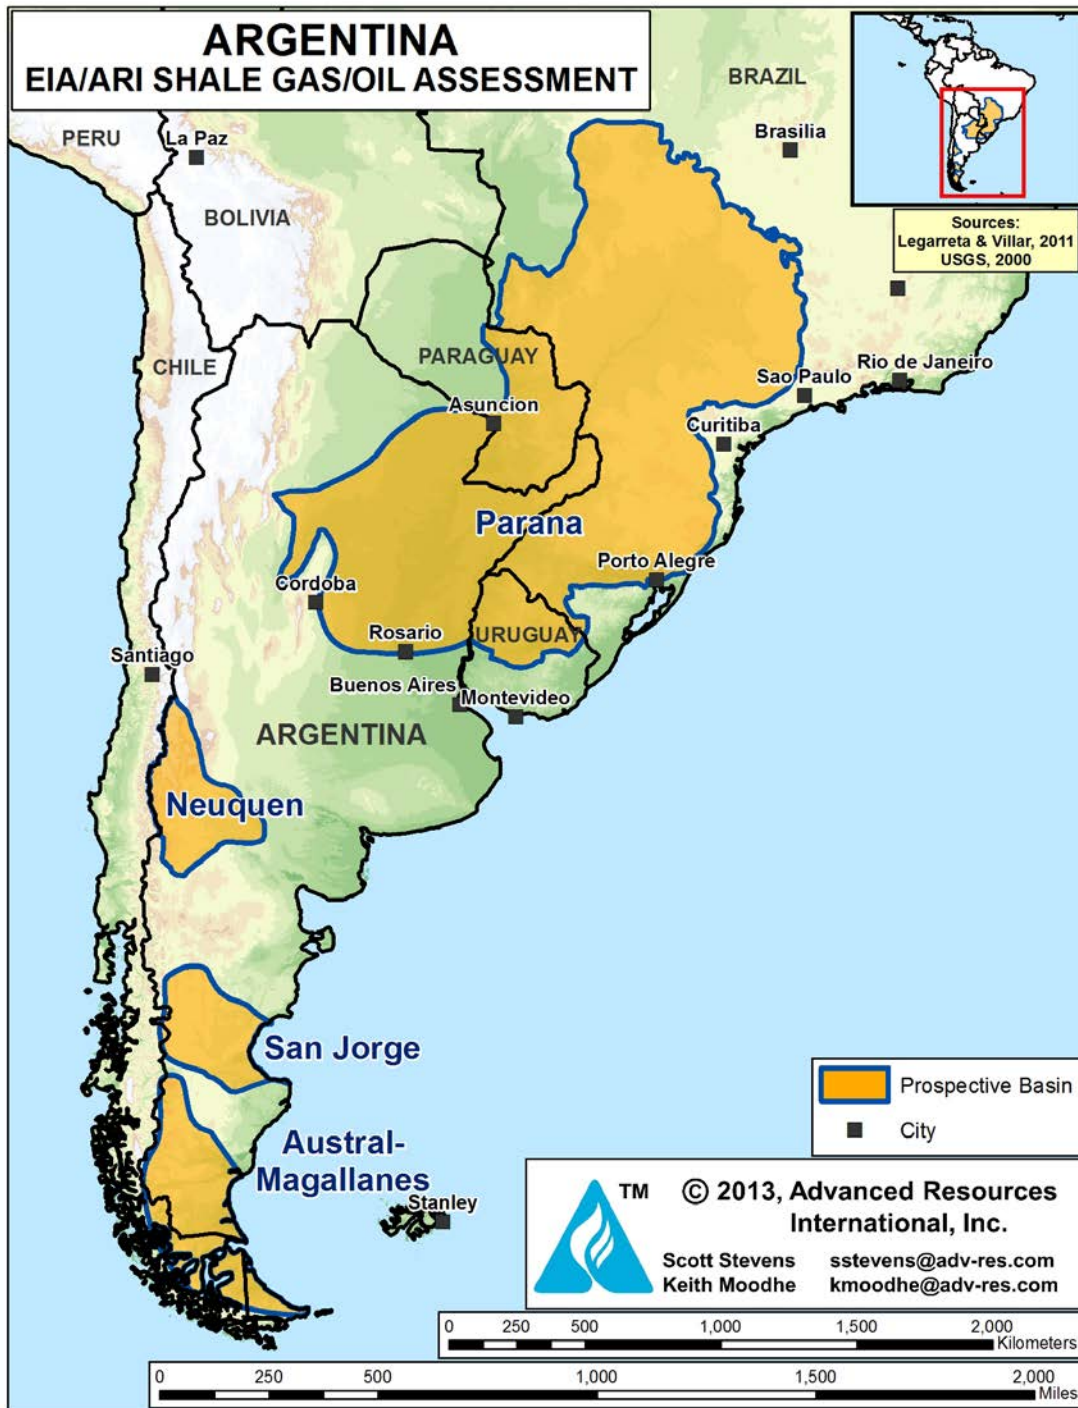 ARGENTINA
EIA/ARI SHALE GAS/OIL ASSESSMENT
BRAZIL
Brasilia
PERU
La Paz
BOLIVIA
Sources:
Legarreta & Villar, 2011
USGS, 2000
CHILE
PARAGUAY
Asuncion
Rio de Janeiro
Sao Paulo
Curitiba
Parana
Porto Alegre
Cordoba
Rosario
URUGUAY
Santiago
Buenos Aires
Montevideo
ARGENTINA
Neuquen
San Jorge
Prospective Basin
City
Austral-
Magallanes
Stanley
TM
© 2013, Advanced Resources
International, Inc.
Scott Stevens sstevens@adv-res.com
Keith Moodhe kmoodhe@adv-res.com
0 250 500 1,000 1,500 2,000
Kilometers
0 250 500 1,000 1,500 2,000
Miles